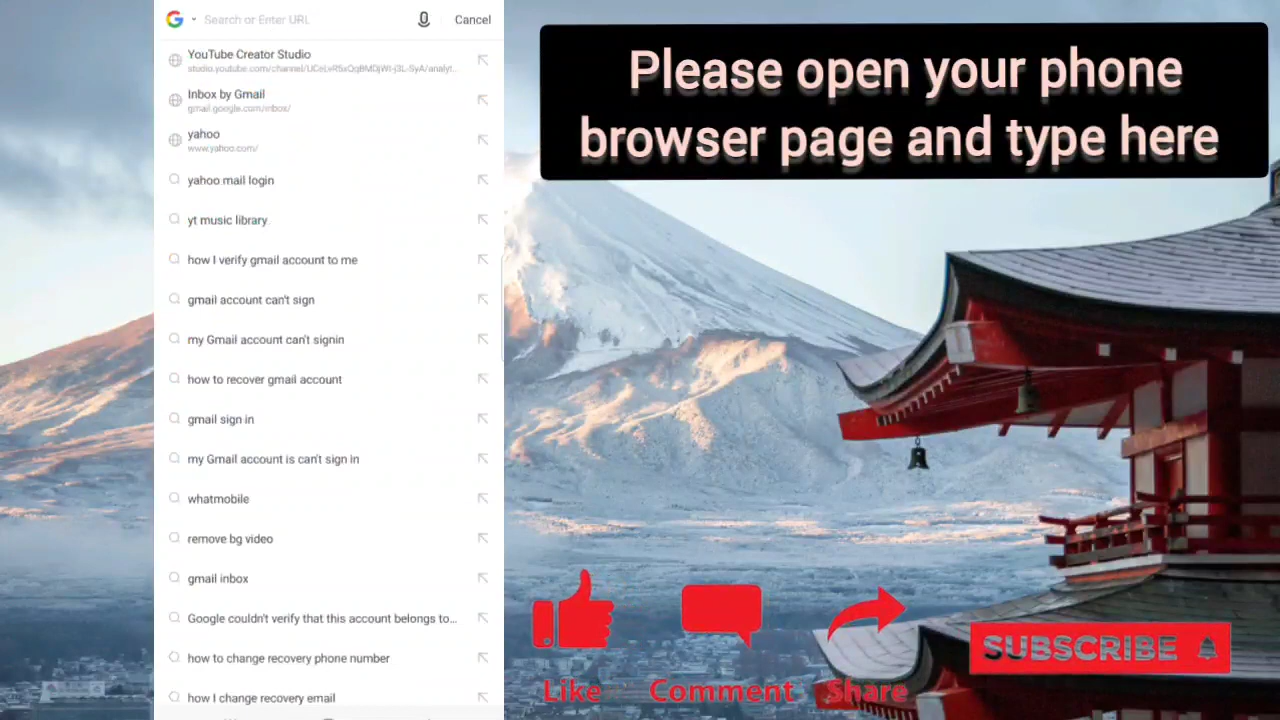 Search or Enter URL
Cancel
YouTube Creator Studio
Inbox by Gmail
gmail.google.com/inbox/
yahoo
www.yahoo.com/
yahoo mail login
yt music library
how I verify gmail account to me
gmail account can't sign
my Gmail account can't signin
how to recover gmail account
gmail sign in
my Gmail account is can't sign in
whatmobile
remove bg video
gmail inbox
Google couldn't verify that this account belongs to...
how to change recovery phone number
how I change recovery email
Please open your phone
browser page and type here
Like
Comment
Share
SUBSCRIBE